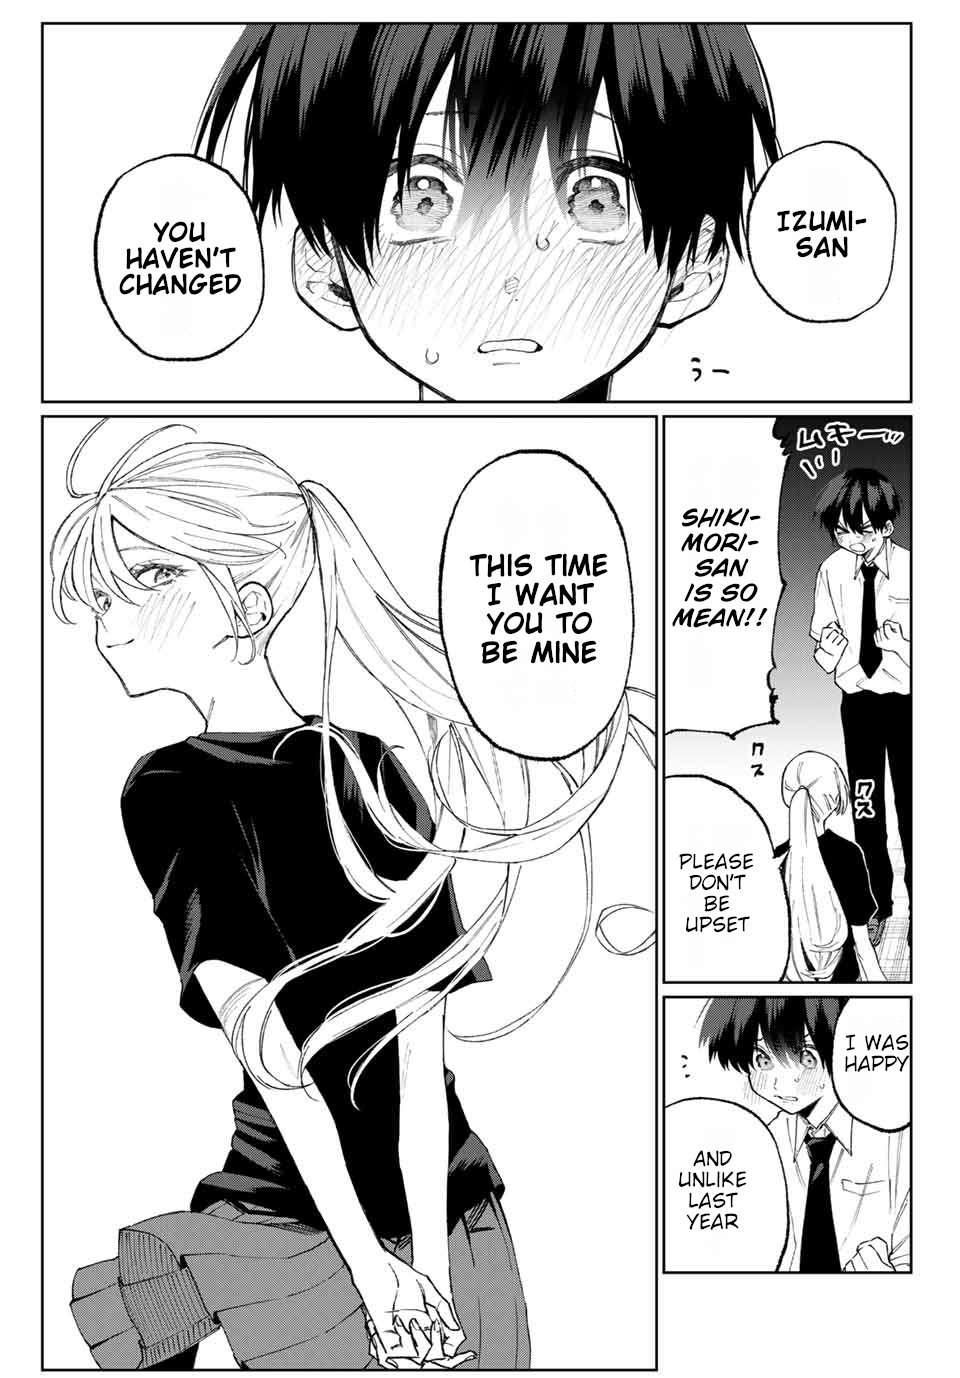 IZUMI-
SAN
YOU
HAVEN'T
CHANGED
うー
ムキーッ
SHIKI-
MORI-
SAN
IS SO
MEAN!!
クス
クス
PLEASE
DON'T
BE
UPSET
I WAS
HAPPY
AND
UNLIKE
LAST
YEAR
THIS TIME
I WANT
YOU TO
BE MINE